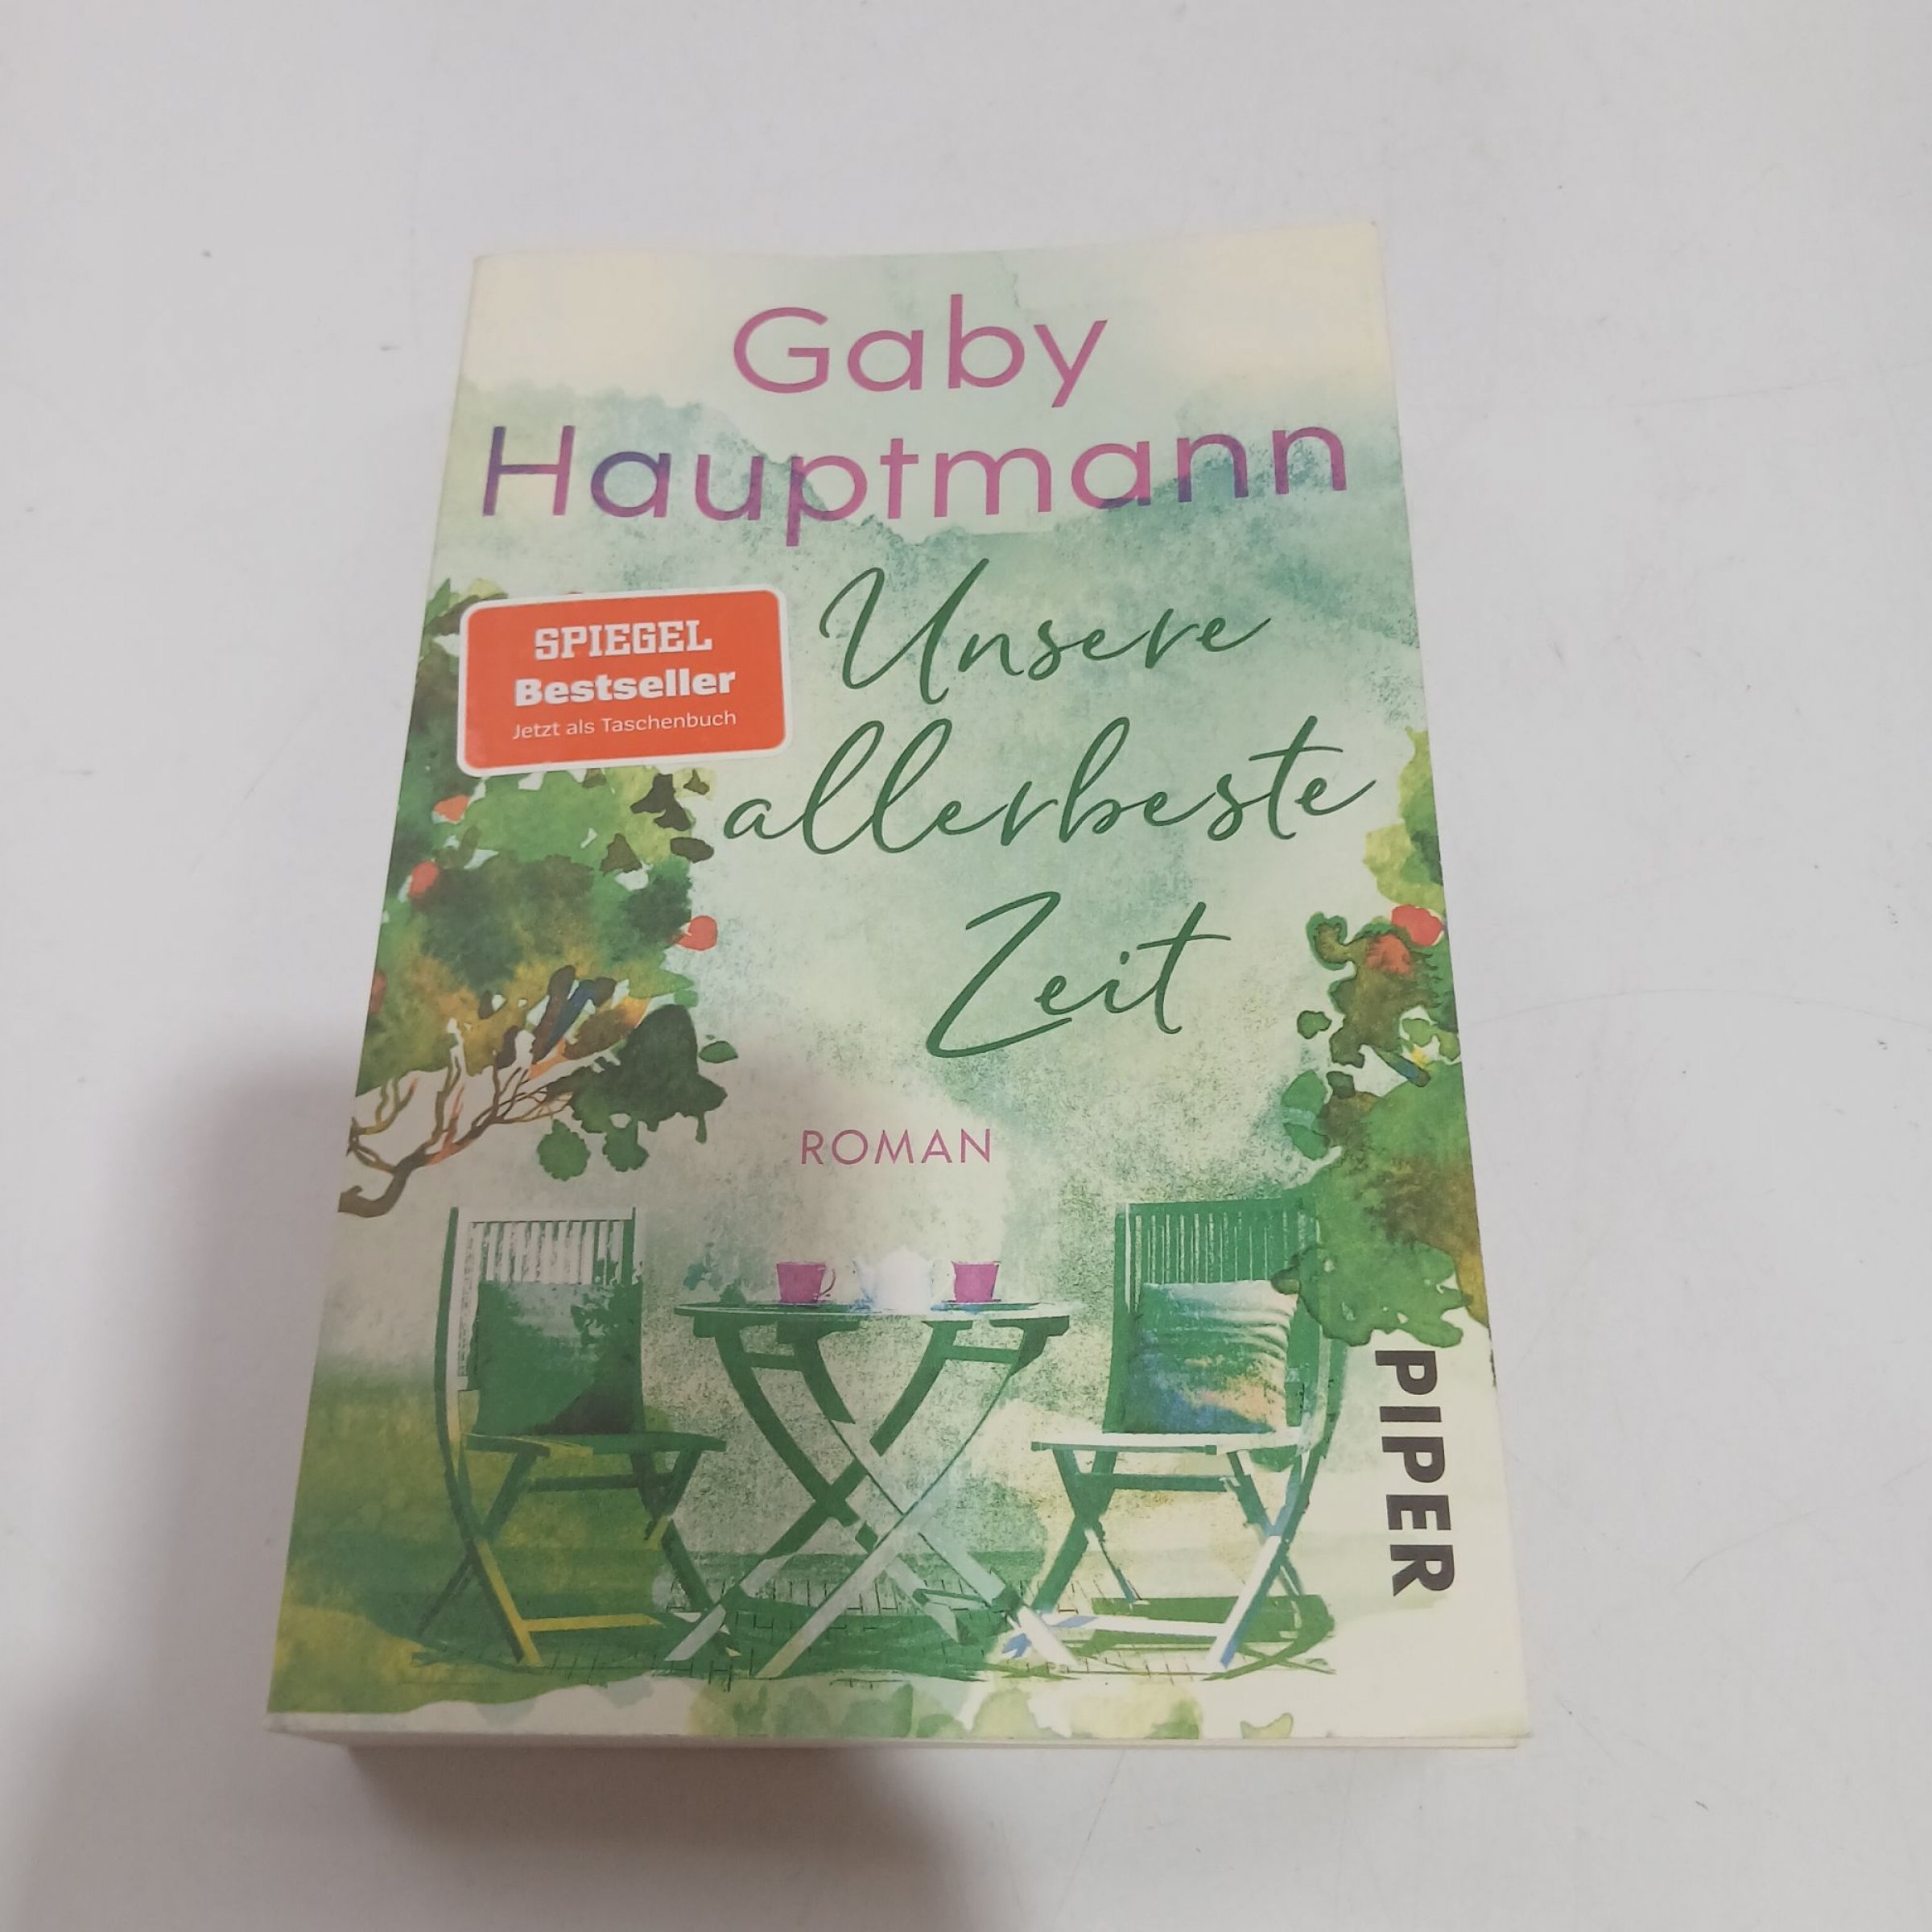 Gaby
Hauptmann
SPIEGEL
Bestseller
Jetzt als Taschenbuch
Unsere
allerbeste
Zeit
ROMAN
PIPER